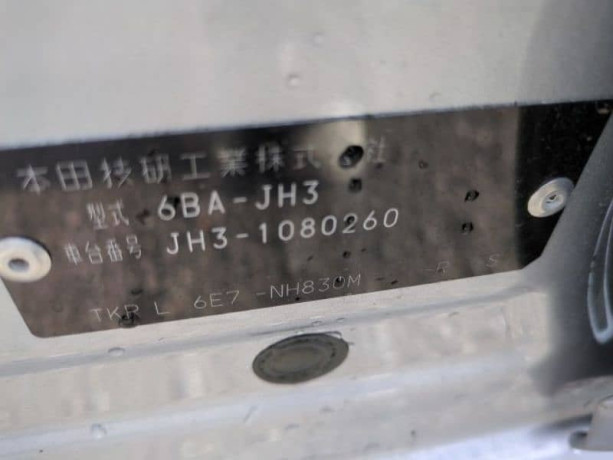 本田技研工業株式会社
型式 6BA-JH3
車台番号 JH3-1080260
TKR L 6E7 -NH830M- -